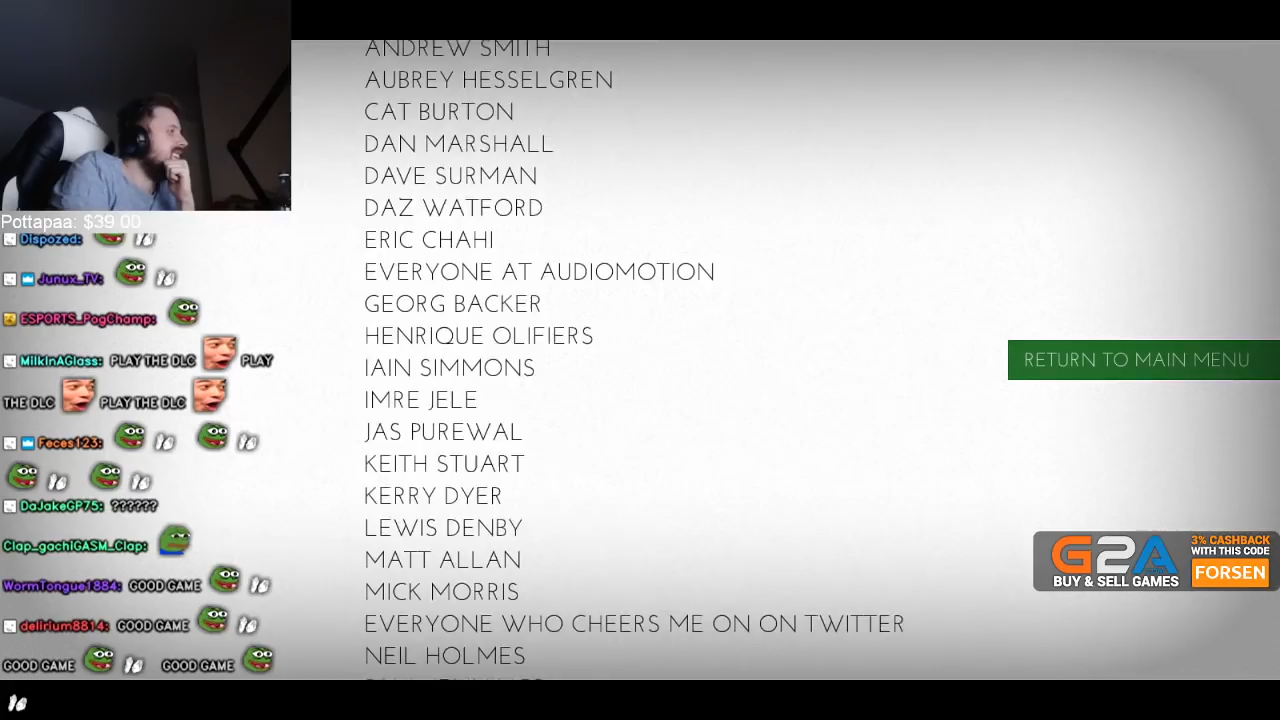 Pottapaa: $39.00
Dispozed:
Junux_TV:
ESPORTS_PogChamp:
MilkInAGlass: PLAY THE DLC PLAY
THE DLC PLAY THE DLC
Feces123:
DaJakeGP75: ??????
Clap_gachiGASM_Clap:
WormTongue1884: GOOD GAME
delirium8814: GOOD GAME
GOOD GAME GOOD GAME
ANDREW SMITH
AUBREY HESSELGREN
CAT BURTON
DAN MARSHALL
DAVE SURMAN
DAZ WATFORD
ERIC CHAHI
EVERYONE AT AUDIOMOTION
GEORG BACKER
HENRIQUE OLIFIERS
IAIN SIMMONS
IMRE JELE
JAS PUREWAL
KEITH STUART
KERRY DYER
LEWIS DENBY
MATT ALLAN
MICK MORRIS
EVERYONE WHO CHEERS ME ON ON TWITTER
NEIL HOLMES
RETURN TO MAIN MENU
G2A
BUY & SELL GAMES
3% CASHBACK
WITH THIS CODE
FORSEN